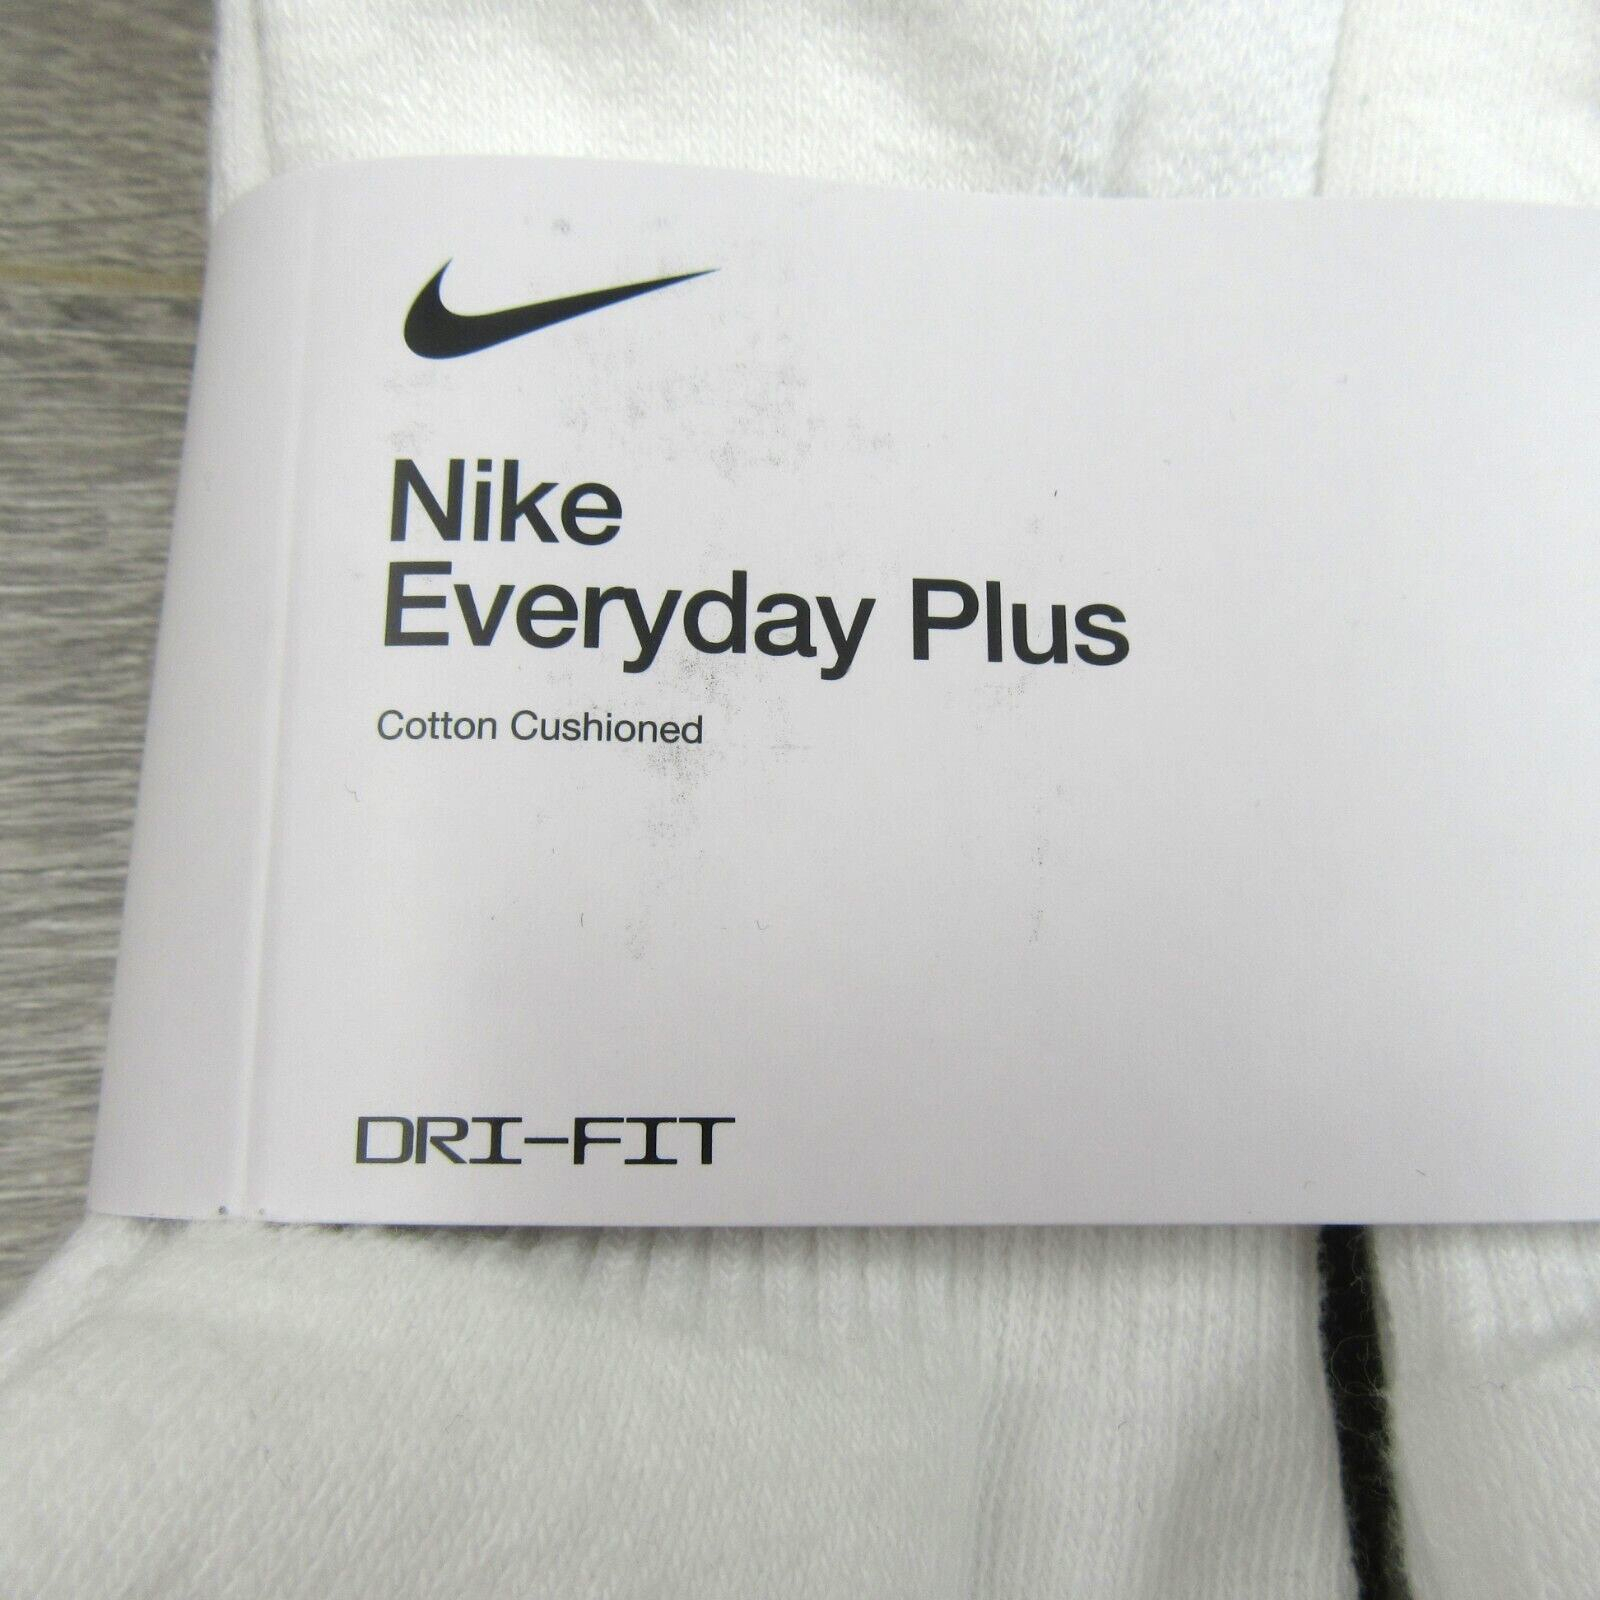 Nike
Everyday Plus
Cotton Cushioned
DRI-FIT